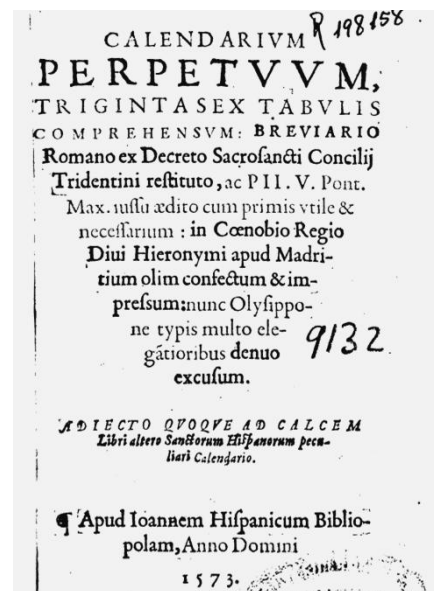 R 198158
CALENDARIVM
PERPETVVM,
TRIGINTASEX TABVLIS
COMPREHENSVM: BREVIARIO
Romano ex Decreto Sacroſancti Concilij
Tridentini reſtituto, ac PII. V. Pont.
Max. iuſſu ædito cum primis vtile &
neceſſarium : in Cœnobio Regio
Diui Hieronymi apud Madri-
tium olim confectum & im-
preſſum: nunc Olyſippo-
ne typis multo ele-
gãtioribus denuo
excuſum.
9132
ADIECTO QVOQVE AD CALCEM
Libri altero Sanctorum Hiſpanorum pecu-
liari Calendario.
¶ Apud Ioannem Hiſpanicum Biblio-
polam, Anno Domini
1573.